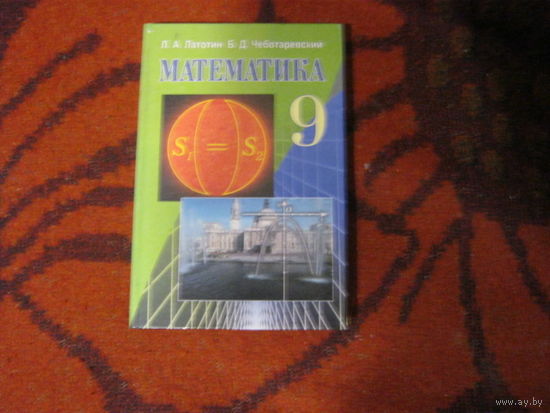 Л. А. Латотин Б. Д. Чеботаревский
МАТЕМАТИКА
9
S1 = S2
www.ay.by